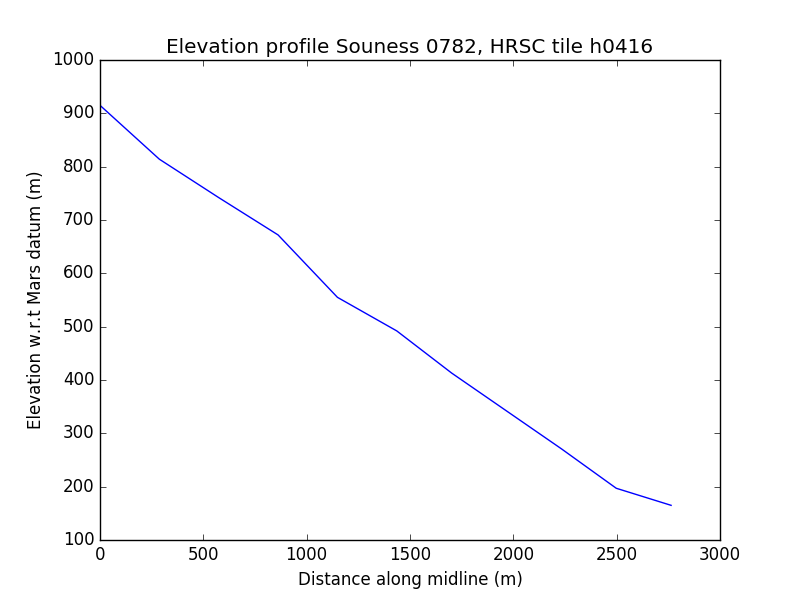 Elevation profile Souness 0782, HRSC tile h0416
1000
900
800
700
600
500
400
300
200
100
Elevation w.r.t Mars datum (m)
0 500 1000 1500 2000 2500 3000
Distance along midline (m)